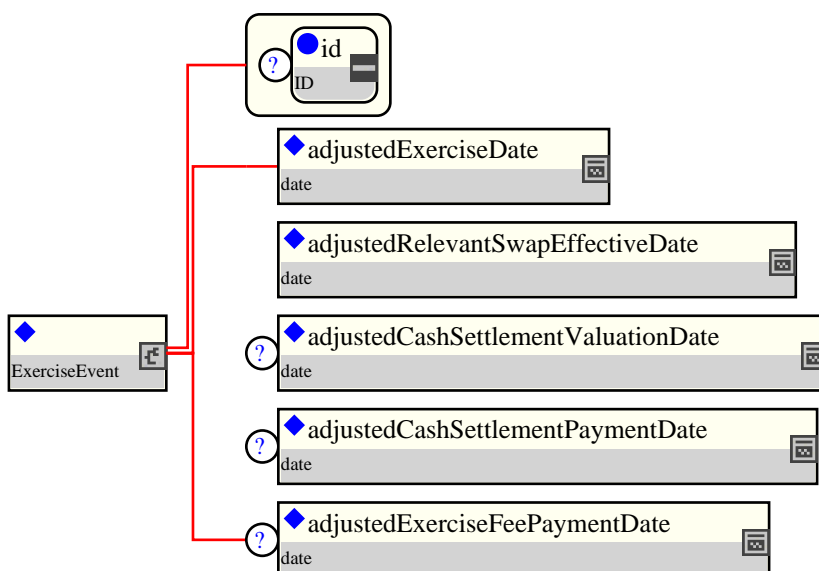 id
?
ID
adjustedExerciseDate
date
adjustedRelevantSwapEffectiveDate
date
ExerciseEvent
adjustedCashSettlementValuationDate
?
date
adjustedCashSettlementPaymentDate
?
date
adjustedExerciseFeePaymentDate
?
date